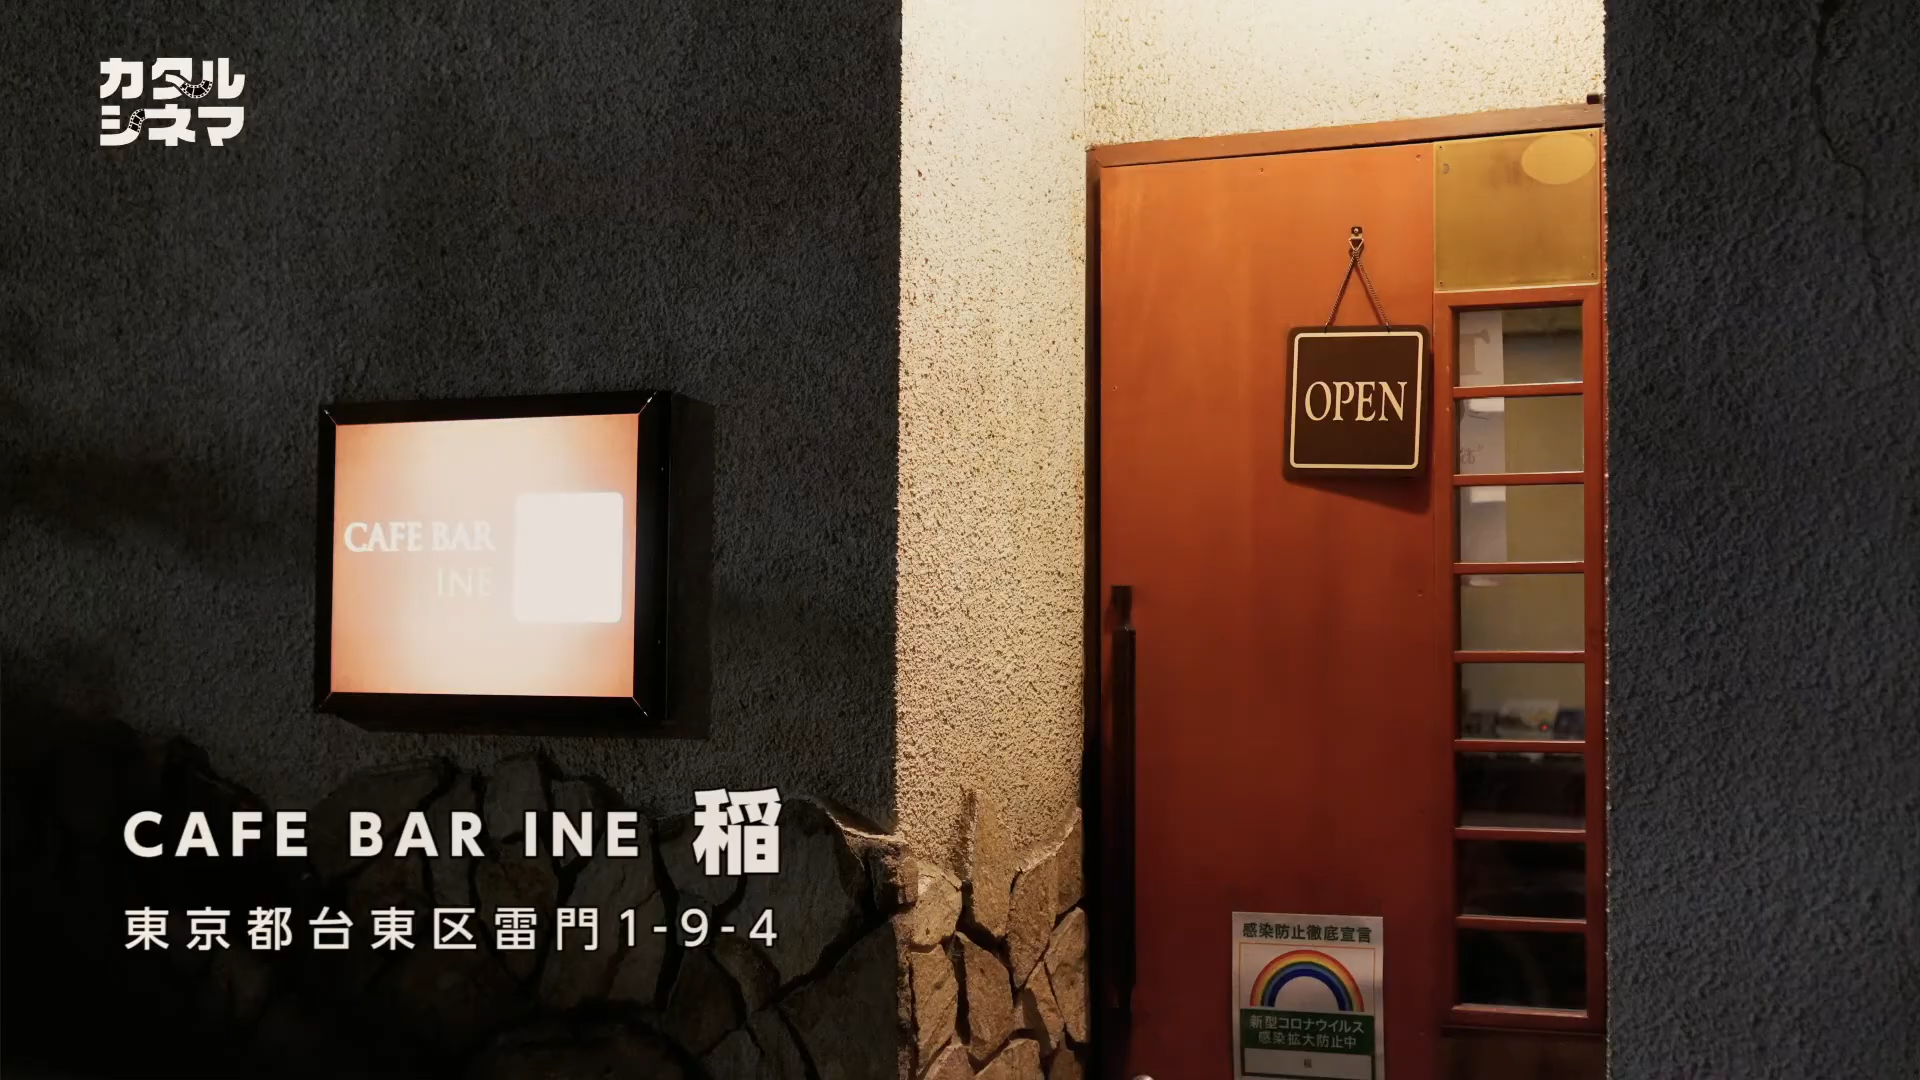 カタル
シネマ
CAFE BAR
INE
OPEN
CAFE BAR INE 稲
東京都台東区雷門1-9-4
感染防止徹底宣言
新型コロナウイルス
感染拡大防止中
稲